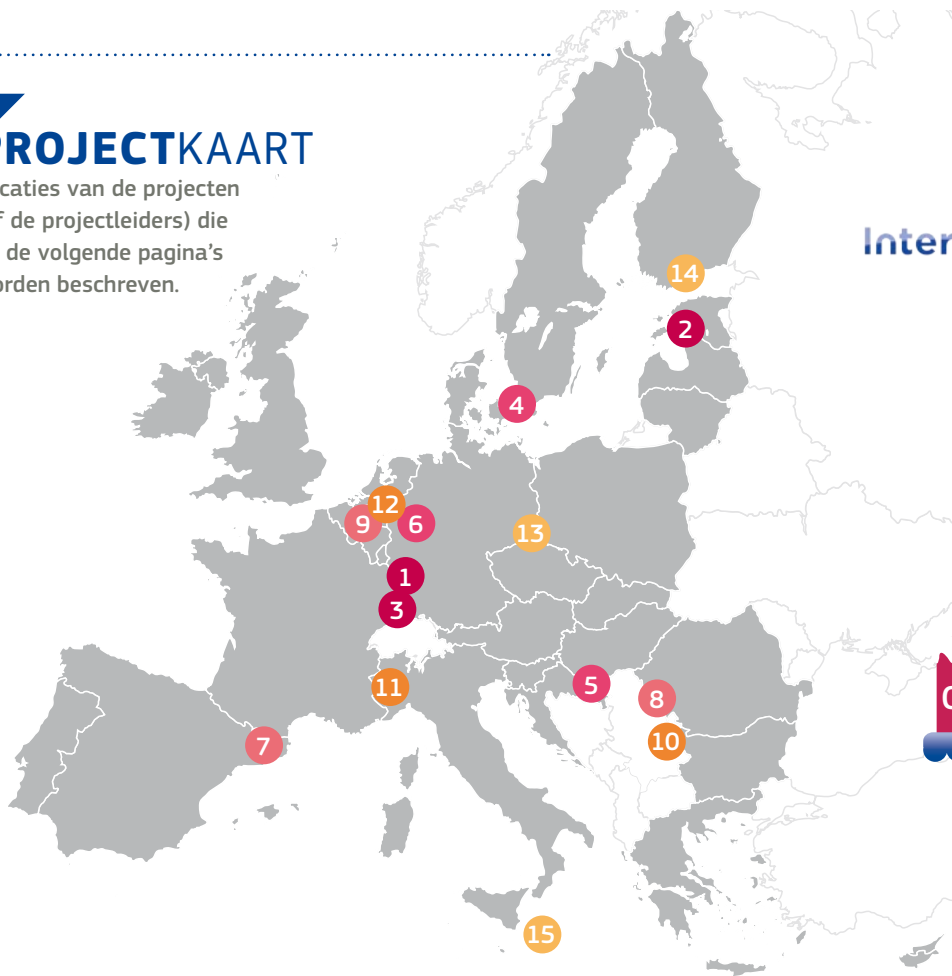 PROJECTKAART
caties van de projecten
f de projectleiders) die
de volgende pagina's
orden beschreven.
Inter
14
2
4
12
9
6
13
1
3
5
11
8
10
7
15